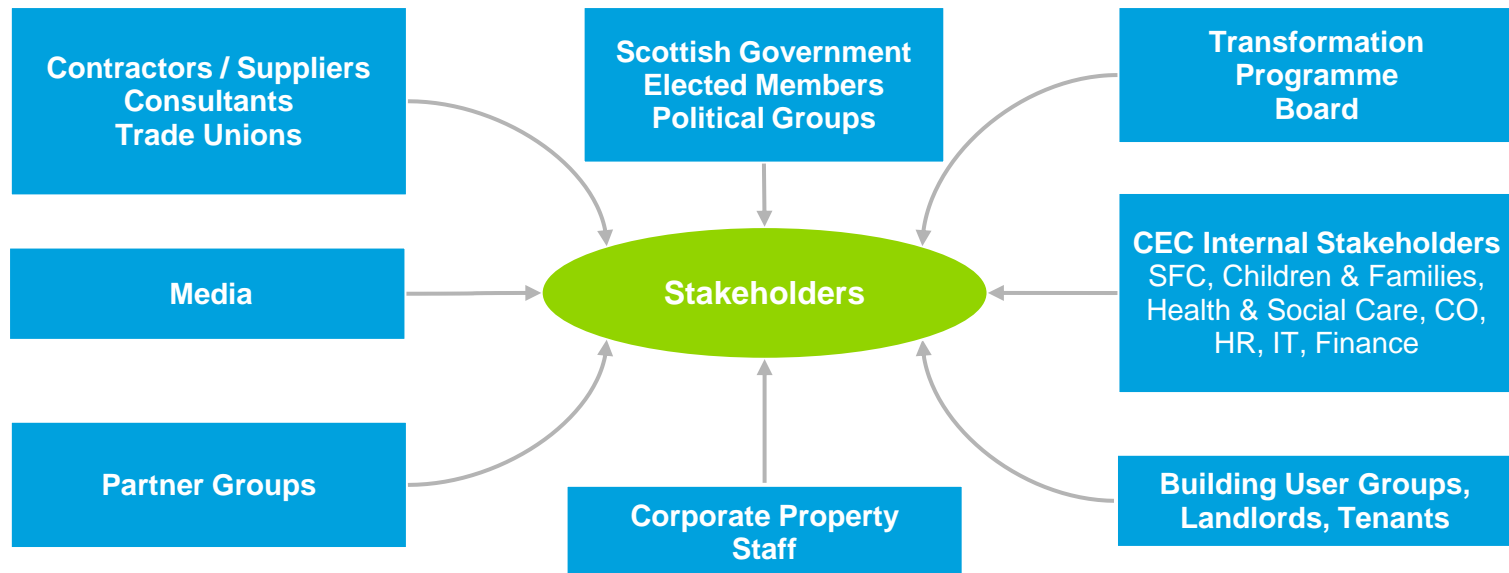 Contractors / Suppliers
Consultants
Trade Unions
Scottish Government
Elected Members
Political Groups
Transformation
Programme
Board
Media
Stakeholders
CEC Internal Stakeholders
SFC, Children & Families,
Health & Social Care, CO,
HR, IT, Finance
Partner Groups
Corporate Property
Staff
Building User Groups,
Landlords, Tenants